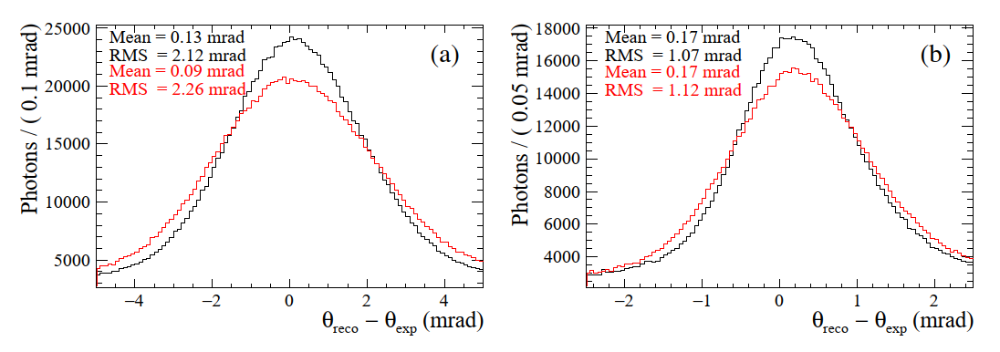 25000
20000
15000
10000
5000
Photons / ( 0.1 mrad)
Mean = 0.13 mrad
RMS = 2.12 mrad
Mean = 0.09 mrad
RMS = 2.26 mrad
(a)
−4 −2 0 2 4
θreco − θexp (mrad)
18000
16000
14000
12000
10000
8000
6000
4000
Photons / ( 0.05 mrad)
Mean = 0.17 mrad
RMS = 1.07 mrad
Mean = 0.17 mrad
RMS = 1.12 mrad
(b)
−2 −1 0 1 2
θreco − θexp (mrad)